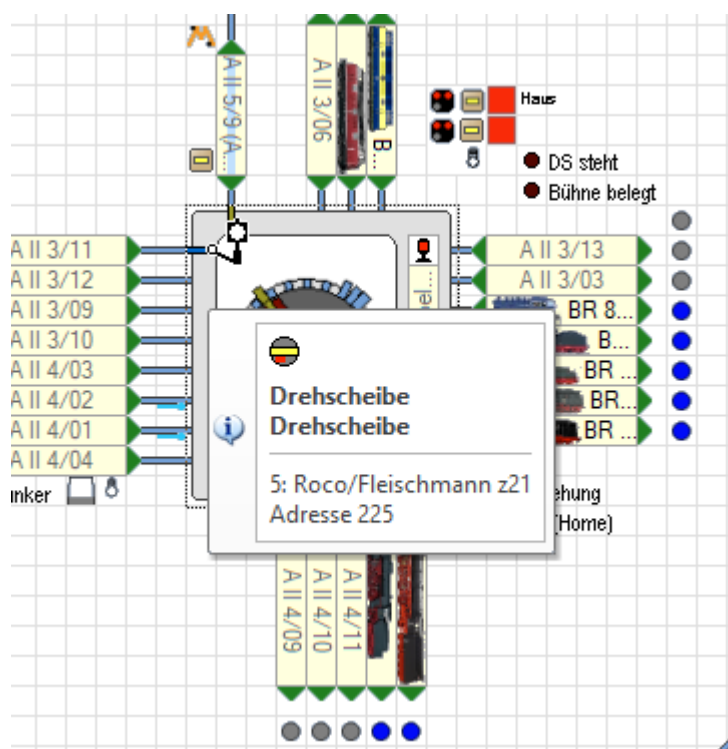 A II 5/9 (A...
A II 3/06
B...
Haus
DS steht
Bühne belegt
A II 3/11
A II 3/12
A II 3/09
A II 3/10
A II 4/03
A II 4/02
A II 4/01
A II 4/04
A II 3/13
A II 3/03
BR 8...
B...
BR ...
BR...
BR ...
bel...
Drehscheibe
Drehscheibe
5: Roco/Fleischmann z21
Adresse 225
unker
ehung
(Home)
A II 4/09
A II 4/10
A II 4/11